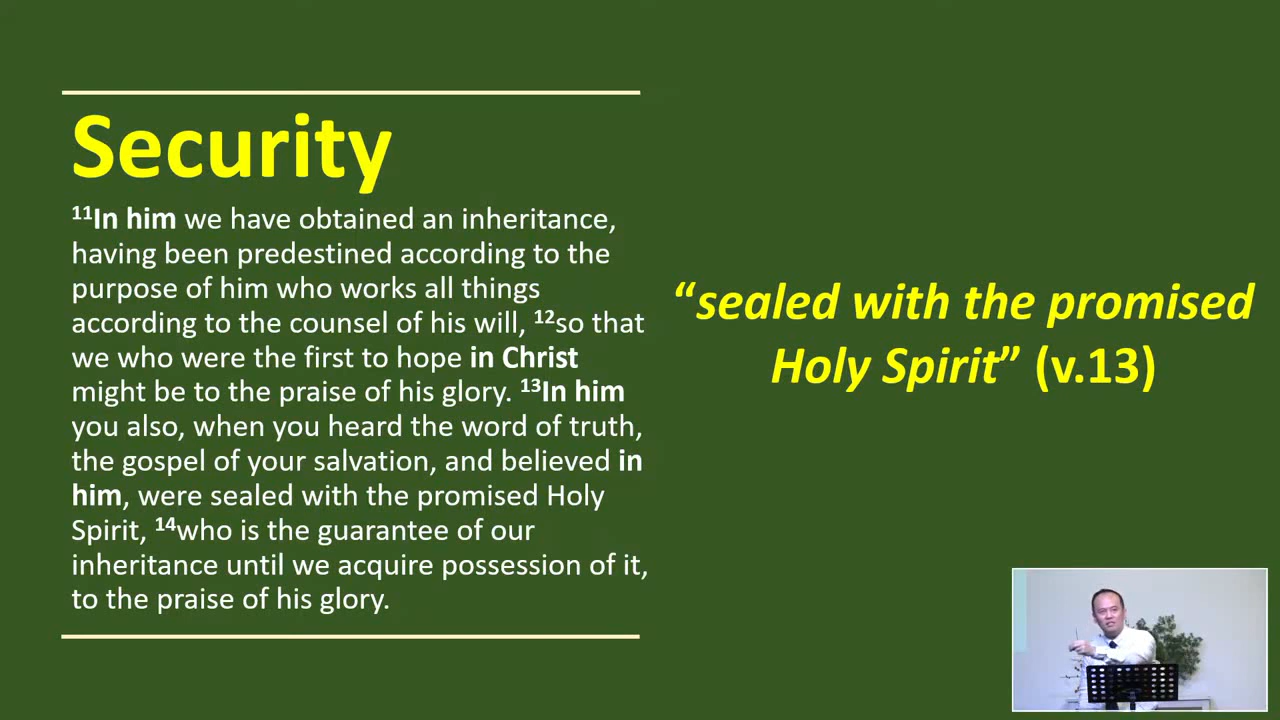 Security
¹¹In him we have obtained an inheritance,
having been predestined according to the
purpose of him who works all things
according to the counsel of his will, ¹²so that
we who were the first to hope in Christ
might be to the praise of his glory. ¹³In him
you also, when you heard the word of truth,
the gospel of your salvation, and believed in
him, were sealed with the promised Holy
Spirit, ¹⁴who is the guarantee of our
inheritance until we acquire possession of it,
to the praise of his glory.
“sealed with the promised
Holy Spirit” (v.13)